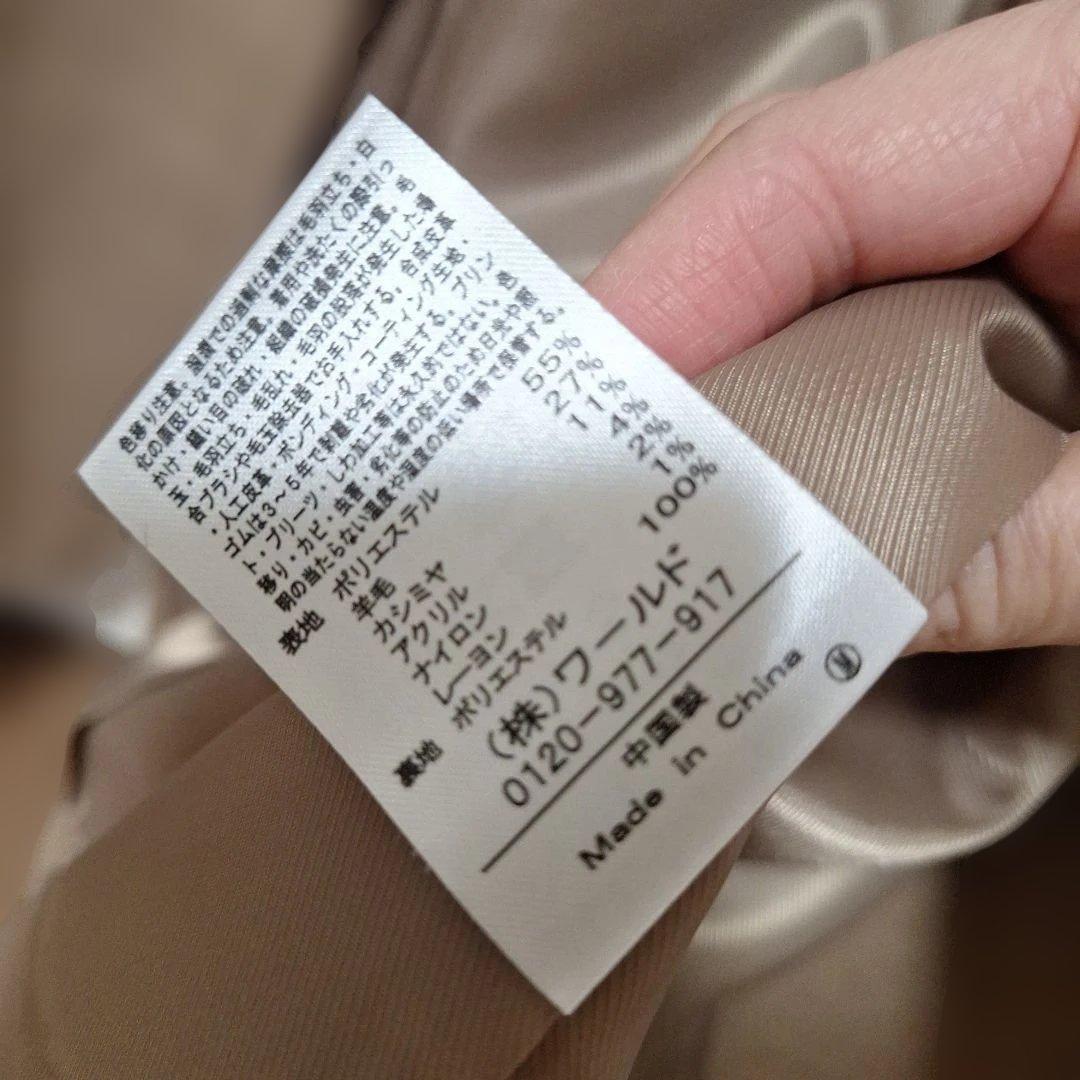 色移り注意。接擦での過剰な摩擦は毛羽立ち・白
化の原因となるため注意。着用や洗たくの際引っ
かけ・縫い目の破れ・組織の破損発生に注意。毛
玉・毛羽立ち・毛乱れ・毛羽の脱落が発生した場
合ブラシや毛玉除去器でお手入れする。合成皮革
・人工皮革・ボンディング・コーティング生地・
ゴムは3〜5年で剥離や劣化が発生する。プリン
ト・プリーツ・しわ加工等は永久的ではない。色
移り・カビ・虫害・劣化等の防止のため日光や照
明の当たらない温度や湿度の低い場所で保管する。
表地 ポリエステル 55%
羊毛 27%
カシミヤ 11%
アクリル 4%
ナイロン 2%
レーヨン 1%
裏地 ポリエステル 100%
(株)ワールド
0120-977-917
中国製
Made in China